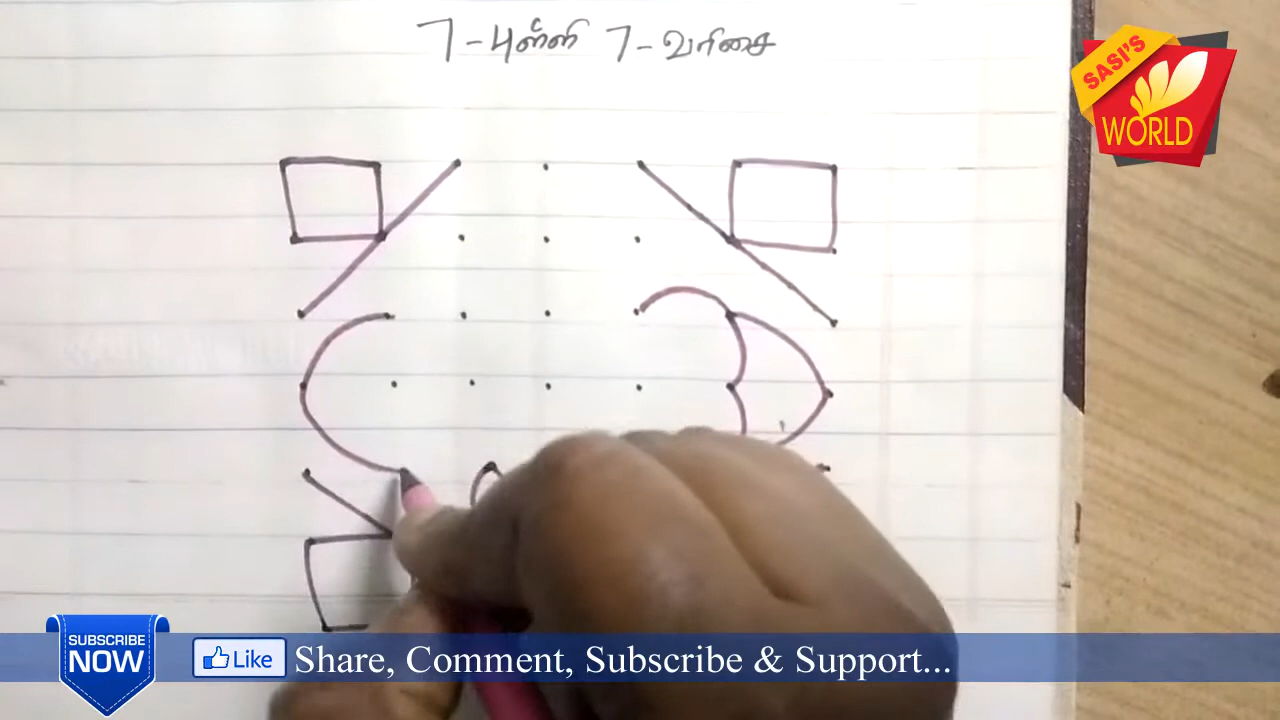 7-புள்ளி 7-வரிசை
SASI'S
WORLD
SUBSCRIBE
NOW
Like
Share, Comment, Subscribe & Support...